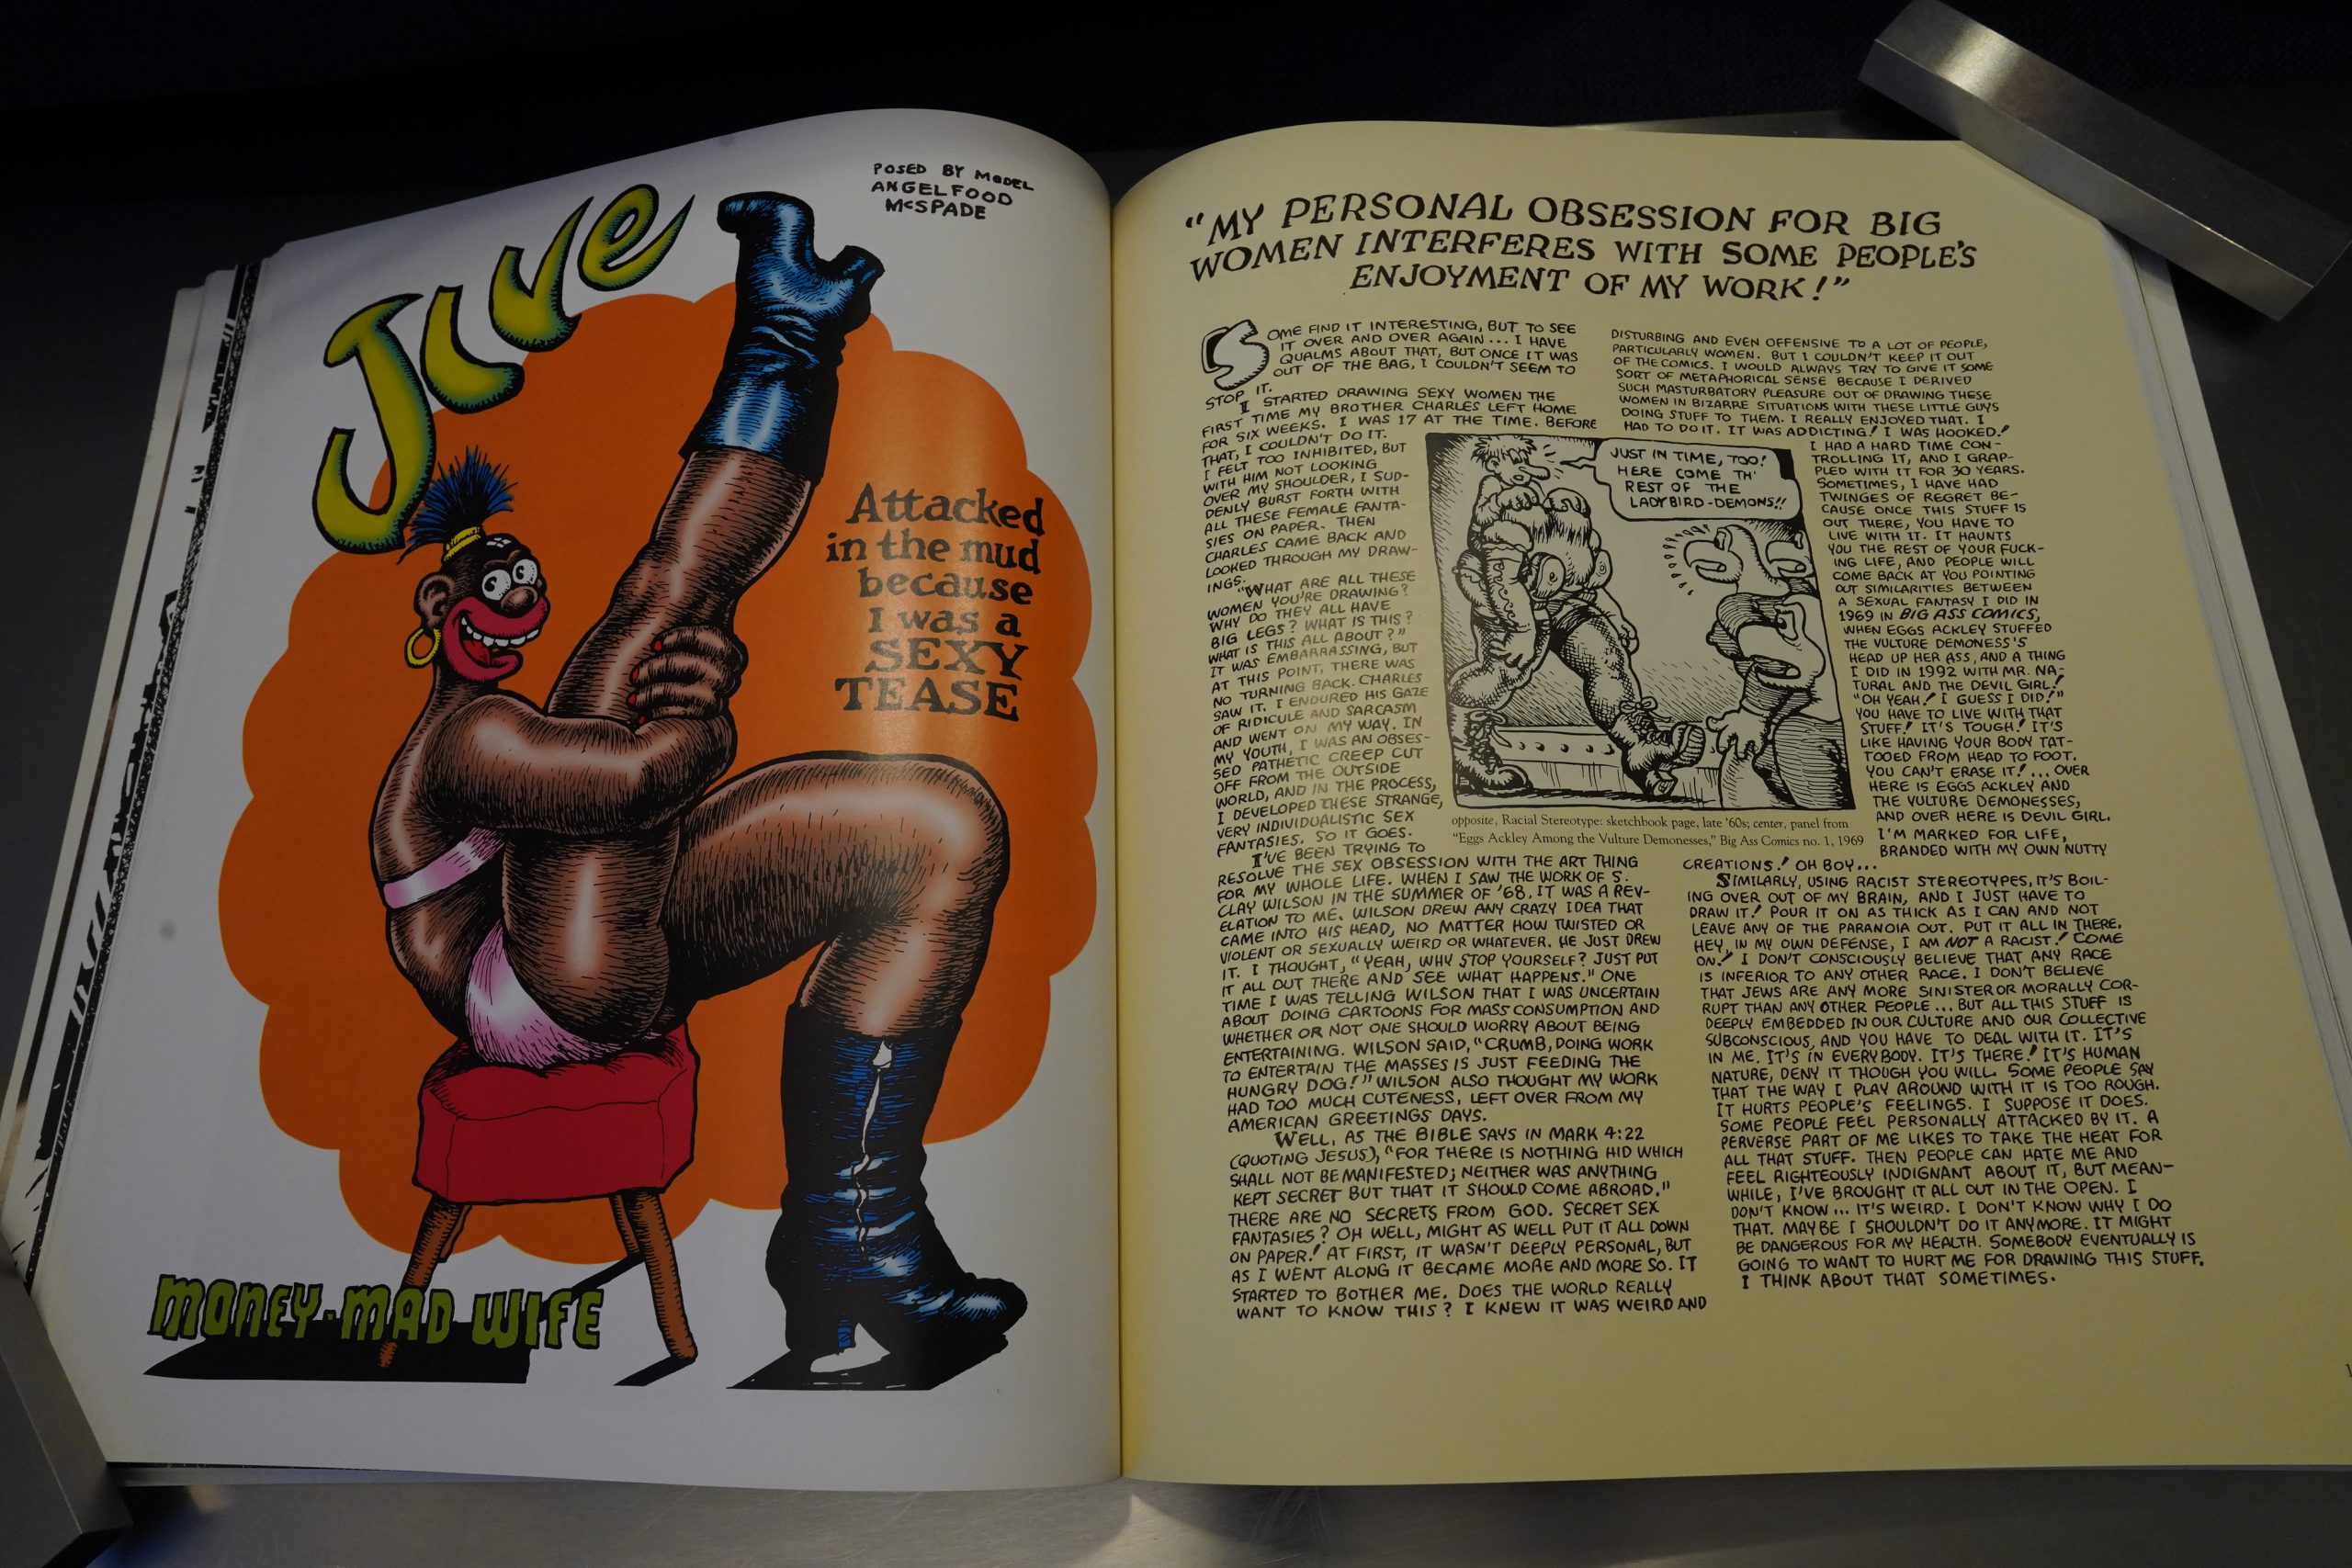 Jive
POSED BY MODEL
ANGELFOOD
McSPADE
Attacked
in the mud
because
I was a
SEXY
TEASE
MONEY-MAD WIFE
"MY PERSONAL OBSESSION FOR BIG
WOMEN INTERFERES WITH SOME PEOPLE'S
ENJOYMENT OF MY WORK!"
SOME FIND IT INTERESTING, BUT TO SEE
IT OVER AND OVER AGAIN... I HAVE
QUALMS ABOUT THAT, BUT ONCE IT WAS
OUT OF THE BAG, I COULDN'T SEEM TO
STOP IT.
I STARTED DRAWING SEXY WOMEN THE
FIRST TIME MY BROTHER CHARLES LEFT HOME
FOR SIX WEEKS. I WAS 17 AT THE TIME. BEFORE
THAT, I COULDN'T DO IT.
I FELT TOO INHIBITED, BUT
WITH HIM NOT LOOKING
OVER MY SHOULDER, I SUD-
DENLY BURST FORTH WITH
ALL THESE FEMALE FANTA-
SIES ON PAPER. THEN
CHARLES CAME BACK AND
LOOKED THROUGH MY DRAW-
INGS.
"WHAT ARE ALL THESE
WOMEN YOU'RE DRAWING?
WHY DO THEY ALL HAVE
BIG LEGS? WHAT IS THIS?
WHAT IS THIS ALL ABOUT?"
IT WAS EMBARRASSING, BUT
AT THIS POINT, THERE WAS
NO TURNING BACK. CHARLES
SAW IT. I ENDURED HIS GAZE
OF RIDICULE AND SARCASM
AND WENT ON MY WAY. IN
MY YOUTH, I WAS AN OBSES-
SED PATHETIC CREEP CUT
OFF FROM THE OUTSIDE
WORLD, AND IN THE PROCESS,
I DEVELOPED THESE STRANGE,
VERY INDIVIDUALISTIC SEX
FANTASIES. SO IT GOES.
I'VE BEEN TRYING TO
RESOLVE THE SEX OBSESSION WITH THE ART THING
FOR MY WHOLE LIFE. WHEN I SAW THE WORK OF S.
CLAY WILSON IN THE SUMMER OF '68, IT WAS A REV-
ELATION TO ME. WILSON DREW ANY CRAZY IDEA THAT
CAME INTO HIS HEAD, NO MATTER HOW TWISTED OR
VIOLENT OR SEXUALLY WEIRD OR WHATEVER. HE JUST DREW
IT. I THOUGHT, "YEAH, WHY STOP YOURSELF? JUST PUT
IT ALL OUT THERE AND SEE WHAT HAPPENS." ONE
TIME I WAS TELLING WILSON THAT I WAS UNCERTAIN
ABOUT DOING CARTOONS FOR MASS CONSUMPTION AND
WHETHER OR NOT ONE SHOULD WORRY ABOUT BEING
ENTERTAINING. WILSON SAID, "CRUMB, DOING WORK
TO ENTERTAIN THE MASSES IS JUST FEEDING THE
HUNGRY DOG!" WILSON ALSO THOUGHT MY WORK
HAD TOO MUCH CUTENESS, LEFT OVER FROM MY
AMERICAN GREETINGS DAYS.
WELL, AS THE BIBLE SAYS IN MARK 4:22
(QUOTING JESUS), "FOR THERE IS NOTHING HID WHICH
SHALL NOT BE MANIFESTED; NEITHER WAS ANYTHING
KEPT SECRET BUT THAT IT SHOULD COME ABROAD."
THERE ARE NO SECRETS FROM GOD. SECRET SEX
FANTASIES? OH WELL, MIGHT AS WELL PUT IT ALL DOWN
ON PAPER! AT FIRST, IT WASN'T DEEPLY PERSONAL, BUT
AS I WENT ALONG IT BECAME MORE AND MORE SO. IT
STARTED TO BOTHER ME. DOES THE WORLD REALLY
WANT TO KNOW THIS? I KNEW IT WAS WEIRD AND
DISTURBING AND EVEN OFFENSIVE TO A LOT OF PEOPLE,
PARTICULARLY WOMEN. BUT I COULDN'T KEEP IT OUT
OF THE COMICS. I WOULD ALWAYS TRY TO GIVE IT SOME
SORT OF METAPHORICAL SENSE BECAUSE I DERIVED
SUCH MASTURBATORY PLEASURE OUT OF DRAWING THESE
WOMEN IN BIZARRE SITUATIONS WITH THESE LITTLE GUYS
DOING STUFF TO THEM. I REALLY ENJOYED THAT. I
HAD TO DO IT. IT WAS ADDICTING! I WAS HOOKED!
I HAD A HARD TIME CON-
TROLLING IT, AND I GRAP-
PLED WITH IT FOR 30 YEARS.
SOMETIMES, I HAVE HAD
TWINGES OF REGRET BE-
CAUSE ONCE THIS STUFF IS
OUT THERE, YOU HAVE TO
LIVE WITH IT. IT HAUNTS
YOU THE REST OF YOUR FUCK-
ING LIFE, AND PEOPLE WILL
COME BACK AT YOU POINTING
OUT SIMILARITIES BETWEEN
A SEXUAL FANTASY I DID IN
1969 IN BIG ASS COMICS,
WHEN EGGS ACKLEY STUFFED
THE VULTURE DEMONESS'S
HEAD UP HER ASS, AND A THING
I DID IN 1992 WITH MR. NA-
TURAL AND THE DEVIL GIRL!
"OH YEAH! I GUESS I DID!"
YOU HAVE TO LIVE WITH THAT
STUFF! IT'S TOUGH! IT'S
LIKE HAVING YOUR BODY TAT-
TOOED FROM HEAD TO FOOT.
YOU CAN'T ERASE IT!... OVER
HERE IS EGGS ACKLEY AND
THE VULTURE DEMONESSES,
AND OVER HERE IS DEVIL GIRL.
I'M MARKED FOR LIFE,
BRANDED WITH MY OWN NUTTY
CREATIONS! OH BOY...
SIMILARLY, USING RACIST STEREOTYPES, IT'S BOIL-
ING OVER OUT OF MY BRAIN, AND I JUST HAVE TO
DRAW IT! POUR IT ON AS THICK AS I CAN AND NOT
LEAVE ANY OF THE PARANOIA OUT. PUT IT ALL IN THERE.
HEY, IN MY OWN DEFENSE, I AM NOT A RACIST! COME
ON! I DON'T CONSCIOUSLY BELIEVE THAT ANY RACE
IS INFERIOR TO ANY OTHER RACE. I DON'T BELIEVE
THAT JEWS ARE ANY MORE SINISTER OR MORALLY COR-
RUPT THAN ANY OTHER PEOPLE... BUT ALL THIS STUFF IS
DEEPLY EMBEDDED IN OUR CULTURE AND OUR COLLECTIVE
SUBCONSCIOUS, AND YOU HAVE TO DEAL WITH IT. IT'S
IN ME. IT'S IN EVERYBODY. IT'S THERE! IT'S HUMAN
NATURE, DENY IT THOUGH YOU WILL. SOME PEOPLE SAY
THAT THE WAY I PLAY AROUND WITH IT IS TOO ROUGH.
IT HURTS PEOPLE'S FEELINGS. I SUPPOSE IT DOES.
SOME PEOPLE FEEL PERSONALLY ATTACKED BY IT. A
PERVERSE PART OF ME LIKES TO TAKE THE HEAT FOR
ALL THAT STUFF. THEN PEOPLE CAN HATE ME AND
FEEL RIGHTEOUSLY INDIGNANT ABOUT IT, BUT MEAN-
WHILE, I'VE BROUGHT IT ALL OUT IN THE OPEN. I
DON'T KNOW... IT'S WEIRD. I DON'T KNOW WHY I DO
THAT. MAYBE I SHOULDN'T DO IT ANYMORE. IT MIGHT
BE DANGEROUS FOR MY HEALTH. SOMEBODY EVENTUALLY IS
GOING TO WANT TO HURT ME FOR DRAWING THIS STUFF.
I THINK ABOUT THAT SOMETIMES.
JUST IN TIME, TOO!
HERE COME TH'
REST OF THE
LADYBIRD-DEMONS!!
opposite, Racial Stereotype: sketchbook page, late '60s; center, panel from
"Eggs Ackley Among the Vulture Demonesses," Big Ass Comics no. 1, 1969